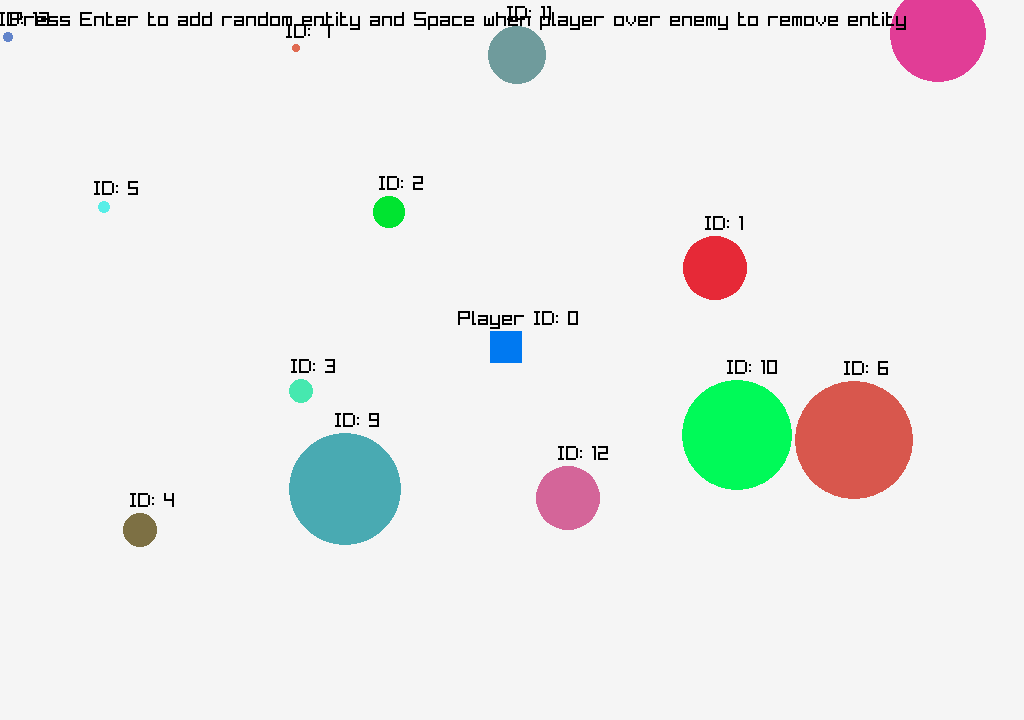 Press Enter to add random entity and Space when player over enemy to remove entity
ID: 13
ID: 11
ID: 7
ID: 2
ID: 5
ID: 1
Player ID: 0
ID: 3
ID: 10
ID: 6
ID: 9
ID: 12
ID: 4